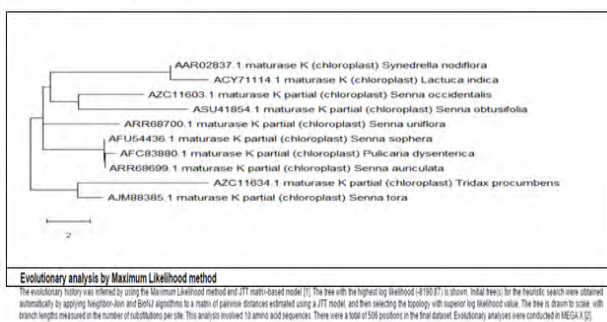 AAR02837.1 maturase K (chloroplast) Synedrella nodiflora
ACY71114.1 maturase K (chloroplast) Lactuca indica
AZC11603.1 maturase K partial (chloroplast) Senna occidentalis
ASU41854.1 maturase K partial (chloroplast) Senna obtusifolia
ARR68700.1 maturase K partial (chloroplast) Senna uniflora
AFU54436.1 maturase K partial (chloroplast) Senna sophera
AFC83880.1 maturase K partial (chloroplast) Pulicaria dysenterica
ARR68699.1 maturase K partial (chloroplast) Senna auriculata
AZC11634.1 maturase K partial (chloroplast) Tridax procumbens
AJM88385.1 maturase K partial (chloroplast) Senna tora
2
Evolutionary analysis by Maximum Likelihood method
The evolutionary history was inferred by using the Maximum Likelihood method and JTT matrix-based model [1]. The tree with the highest log likelihood (-8190.87) is shown. Initial tree(s) for the heuristic search were obtained
automatically by applying Neighbor-Join and BioNJ algorithms to a matrix of pairwise distances estimated using a JTT model, and then selecting the topology with superior log likelihood value. The tree is drawn to scale, with
branch lengths measured in the number of substitutions per site. This analysis involved 10 amino acid sequences. There were a total of 506 positions in the final dataset. Evolutionary analyses were conducted in MEGA X [2].